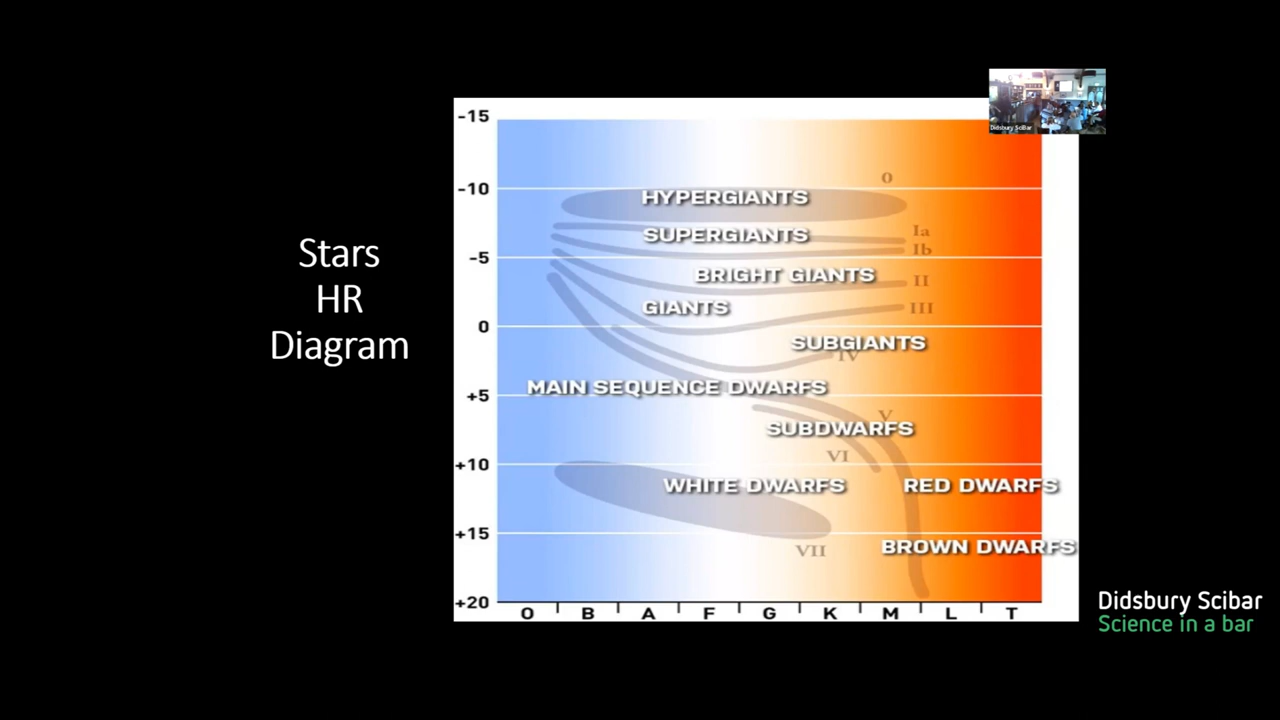 Stars
HR
Diagram
-15
-10
-5
0
+5
+10
+15
+20
HYPERGIANTS
0
SUPERGIANTS
Ia
Ib
BRIGHT GIANTS
II
GIANTS
III
SUBGIANTS
IV
MAIN SEQUENCE DWARFS
V
SUBDWARFS
VI
WHITE DWARFS
RED DWARFS
VII
BROWN DWARFS
O B A F G K M L T
Didsbury SciBar
Didsbury Scibar
Science in a bar